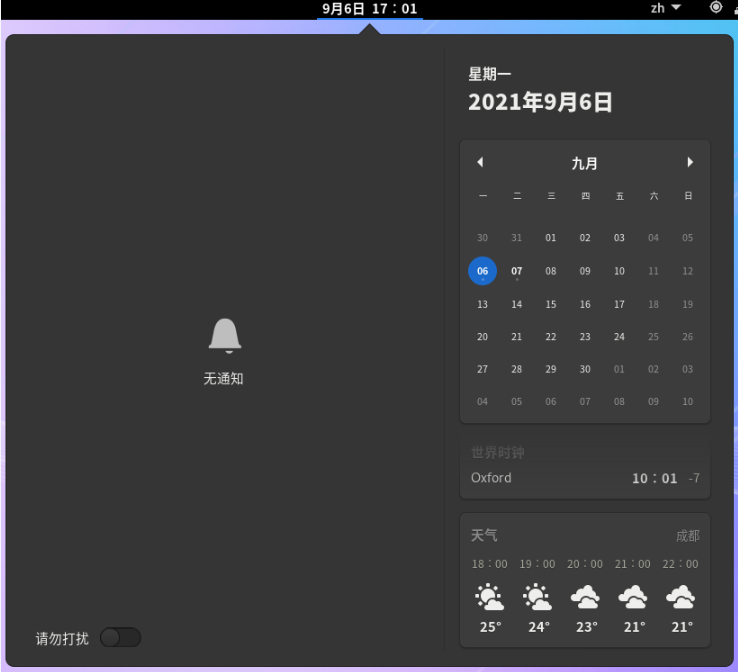 9月6日 17：01
zh
星期一
2021年9月6日
九月
一 二 三 四 五 六 日
30 31 01 02 03 04 05
06 07 08 09 10 11 12
13 14 15 16 17 18 19
20 21 22 23 24 25 26
27 28 29 30 01 02 03
04 05 06 07 08 09 10
无通知
世界时钟
Oxford 10：01 -7
天气 成都
18：00 19：00 20：00 21：00 22：00
25° 24° 23° 21° 21°
请勿打扰